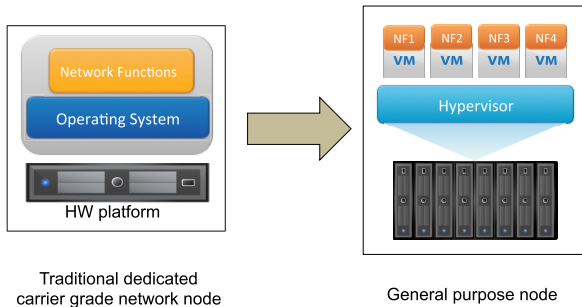 Network Functions
Operating System
HW platform
Traditional dedicated
carrier grade network node
NF1 NF2 NF3 NF4
VM VM VM VM
Hypervisor
General purpose node